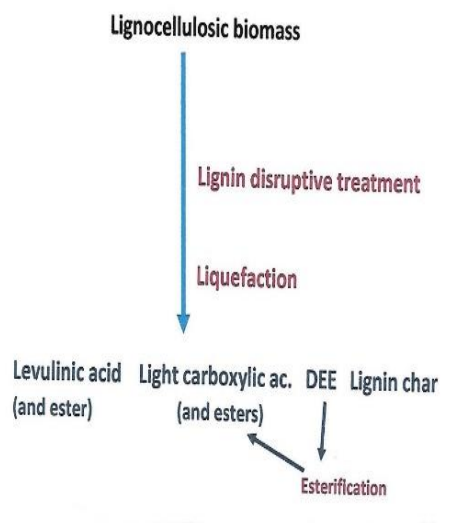 Lignocellulosic biomass
Lignin disruptive treatment
Liquefaction
Levulinic acid Light carboxylic ac. DEE Lignin char
(and ester) (and esters)
Esterification